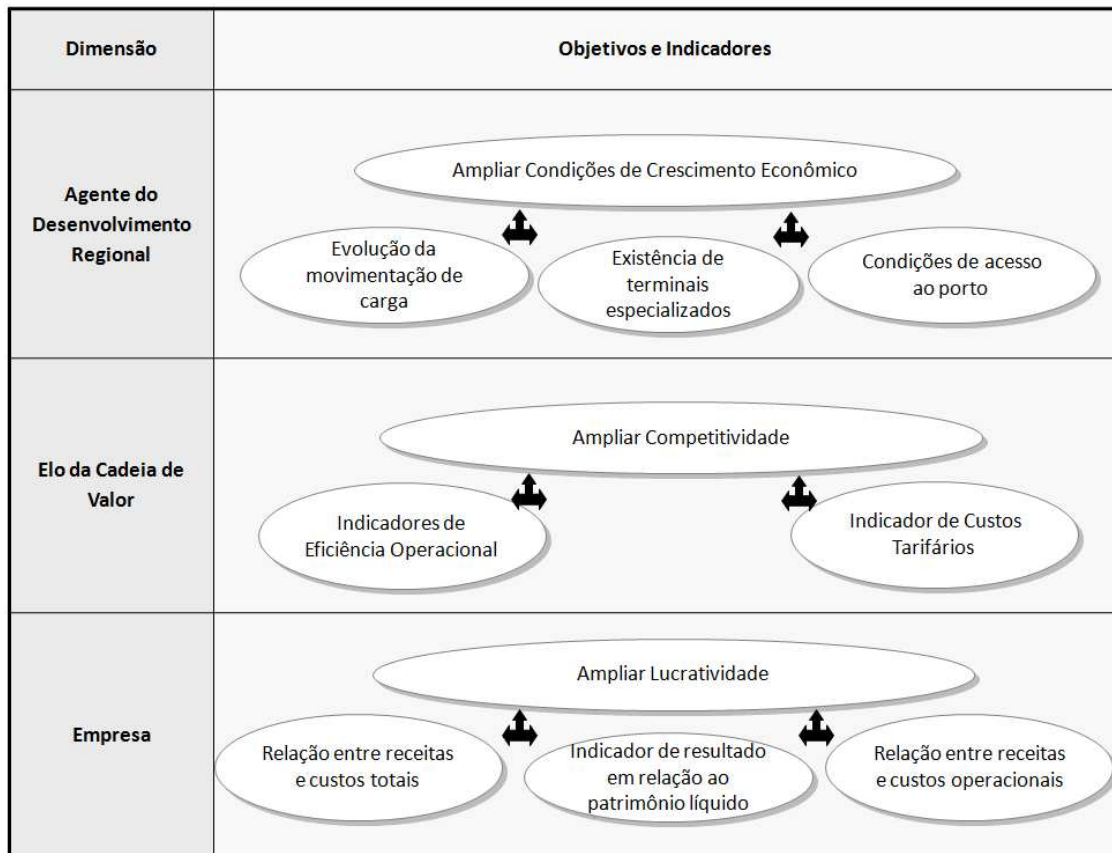 Dimensão
Objetivos e Indicadores
Agente do
Desenvolvimento
Regional
Ampliar Condições de Crescimento Econômico
Evolução da
movimentação de
carga
Existência de
terminais
especializados
Condições de acesso
ao porto
Elo da Cadeia de
Valor
Ampliar Competitividade
Indicadores de
Eficiência Operacional
Indicador de Custos
Tarifários
Empresa
Ampliar Lucratividade
Relação entre receitas
e custos totais
Indicador de resultado
em relação ao
patrimônio líquido
Relação entre receitas
e custos operacionais